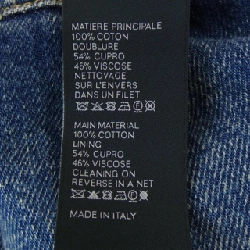 MATIERE PRINCIPALE
100% COTON
DOUBLURE
54% CUPRO
46% VISCOSE
NETTOYAGE
SUR L'ENVERS
DANS UN FILET
MAIN MATERIAL
100% COTTON
LINING
54% CUPRO
46% VISCOSE
CLEANING ON
REVERSE IN A NET
MADE IN ITALY